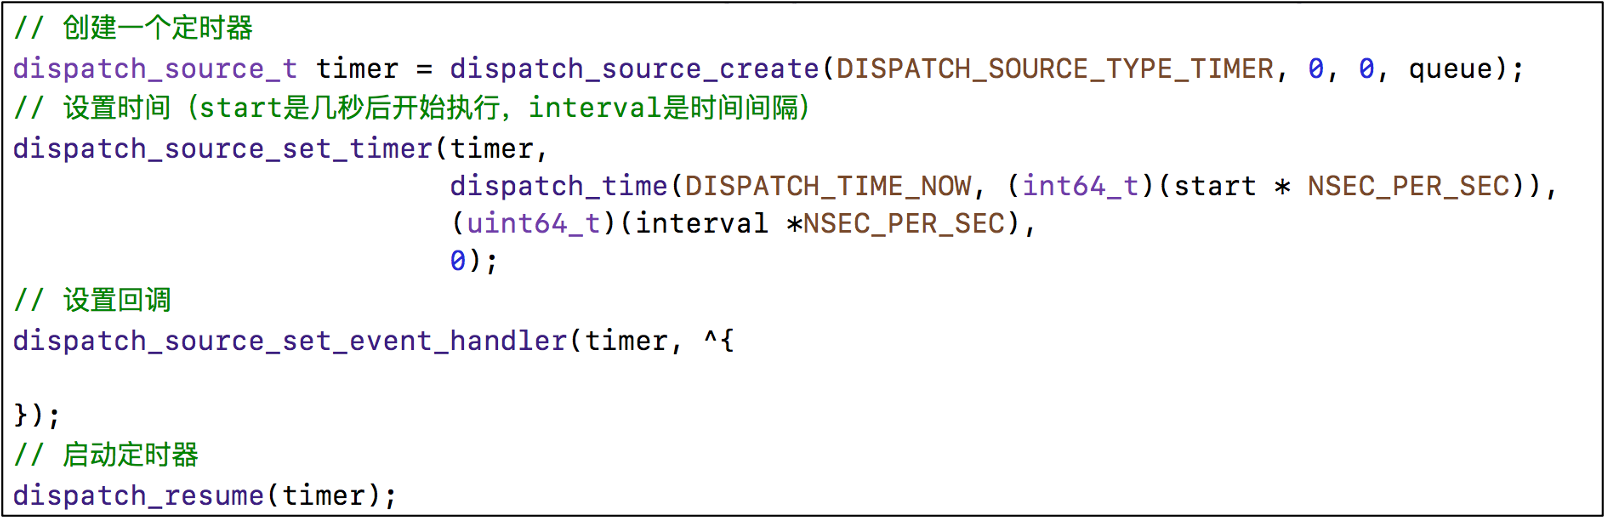 // 创建一个定时器
dispatch_source_t timer = dispatch_source_create(DISPATCH_SOURCE_TYPE_TIMER, 0, 0, queue);
// 设置时间（start是几秒后开始执行，interval是时间间隔）
dispatch_source_set_timer(timer,
                          dispatch_time(DISPATCH_TIME_NOW, (int64_t)(start * NSEC_PER_SEC)),
                          (uint64_t)(interval *NSEC_PER_SEC),
                          0);
// 设置回调
dispatch_source_set_event_handler(timer, ^{

});
// 启动定时器
dispatch_resume(timer);